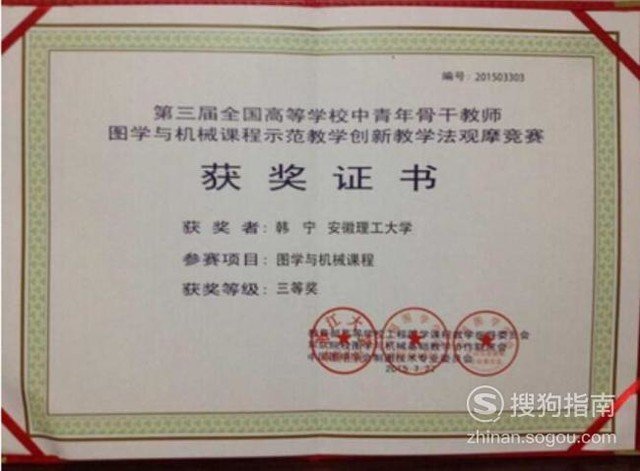 编号：201503303
第三届全国高等学校中青年骨干教师
图学与机械课程示范教学创新教学法观摩竞赛
获奖证书
获奖者：韩宁 安徽理工大学
参赛项目：图学与机械课程
获奖等级：三等奖
搜狗指南
zhinan.sogou.com